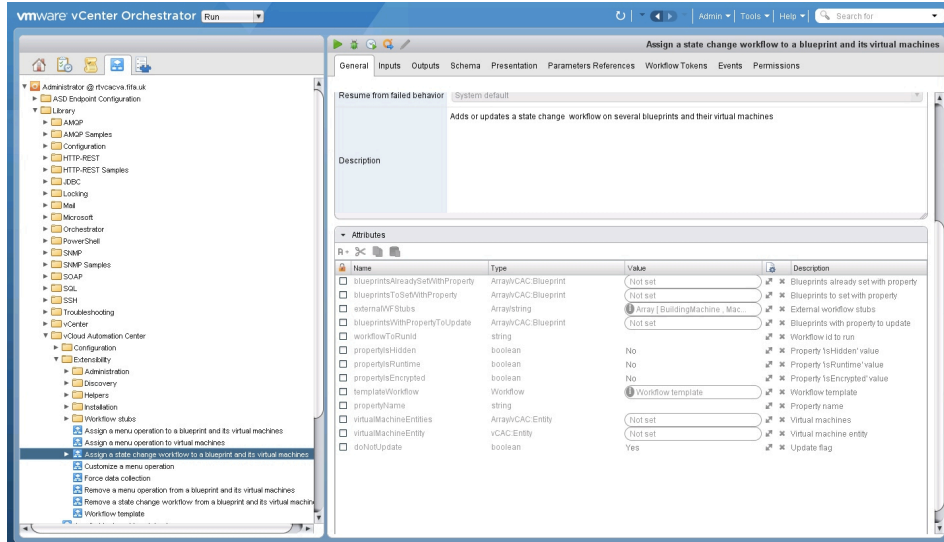 vmware vCenter Orchestrator Run
Admin Tools Help Search for
Assign a state change workflow to a blueprint and its virtual machines
General Inputs Outputs Schema Presentation Parameters References Workflow Tokens Events Permissions
Administrator @ rtvcacva.fifa.uk
ASD Endpoint Configuration
Library
AMQP
AMQP Samples
Configuration
HTTP-REST
HTTP-REST Samples
JDBC
Locking
Mail
Microsoft
Orchestrator
PowerShell
SNMP
SNMP Samples
SOAP
SQL
SSH
Troubleshooting
vCenter
vCloud Automation Center
Configuration
Extensibility
Administration
Discovery
Helpers
Installation
Workflow stubs
Assign a menu operation to a blueprint and its virtual machines
Assign a menu operation to virtual machines
Assign a state change workflow to a blueprint and its virtual machines
Customize a menu operation
Force data collection
Remove a menu operation from a blueprint and its virtual machines
Remove a state change workflow from a blueprint and its virtual machin
Workflow template
Resume from failed behavior System default
Description Adds or updates a state change workflow on several blueprints and their virtual machines
Attributes
Name Type Value Description
blueprintsAlreadySetWithProperty Array/vCAC:Blueprint Not set Blueprints already set with property
blueprintsToSetWithProperty Array/vCAC:Blueprint Not set Blueprints to set with property
externalWFStubs Array/string Array [ BuildingMachine , Mac... External workflow stubs
blueprintsWithPropertyToUpdate Array/vCAC:Blueprint Not set Blueprints with property to update
workflowToRunId string Workflow id to run
propertyIsHidden boolean No Property 'isHidden' value
propertyIsRuntime boolean No Property 'isRuntime' value
propertyIsEncrypted boolean No Property 'isEncrypted' value
templateWorkflow Workflow Workflow template Workflow template
propertyName string Property name
virtualMachineEntities Array/vCAC:Entity Not set Virtual machines
virtualMachineEntity vCAC:Entity Not set Virtual machine entity
doNotUpdate boolean Yes Update flag